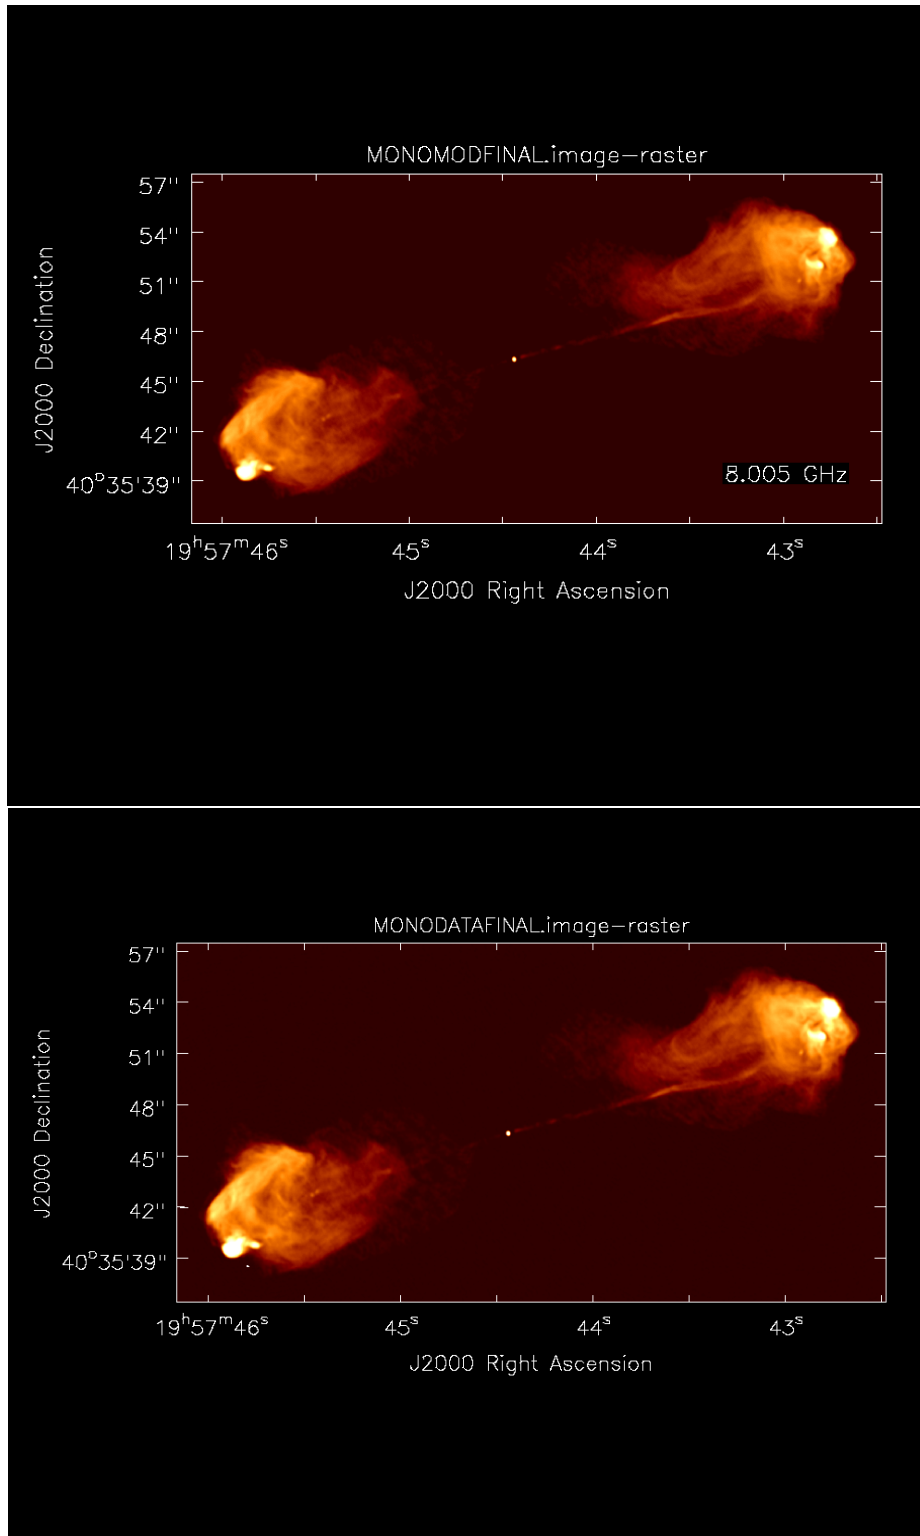 MONOMODFINAL.image-raster
57"
54"
51"
48"
45"
42"
40°35'39"
J2000 Declination
8.005 GHz
19ʰ57ᵐ46ˢ 45ˢ 44ˢ 43ˢ
J2000 Right Ascension
MONODATAFINAL.image-raster
57"
54"
51"
48"
45"
42"
40°35'39"
J2000 Declination
19ʰ57ᵐ46ˢ 45ˢ 44ˢ 43ˢ
J2000 Right Ascension